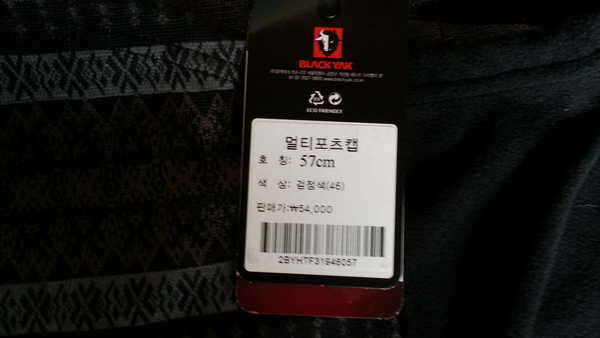 BLACKYAK
ECO FRIENDLY
멀티포츠캡
호 칭: 57cm
색 상: 검정색(46)
판매가:₩54,000
2BYHTF31946057